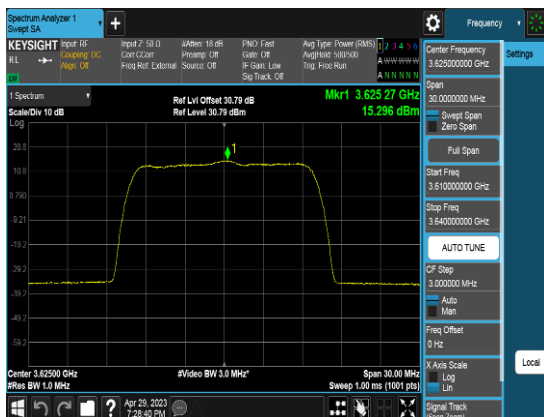 Spectrum Analyzer 1
Swept SA
+
Frequency
KEYSIGHT
RL
Input: RF
Coupling: DC
Align: Off
Input Z: 50 Ω
Corr CCorr
Freq Ref: External
#Atten: 18 dB
Preamp: Off
Source: Off
PNO: Fast
Gate: Off
IF Gain: Low
Sig Track: Off
Avg Type: Power (RMS)
Avg|Hold: 500/500
Trig: Free Run
1 2 3 4 5 6
A WW WW W
A N N N N N
1 Spectrum
Scale/Div 10 dB
Log
Ref Lvl Offset 30.79 dB
Ref Level 30.79 dBm
Mkr1 3.625 27 GHz
15.296 dBm
1
20.8
10.8
0.790
-9.21
-19.2
-29.2
-39.2
-49.2
-59.2
Center 3.62500 GHz
#Res BW 1.0 MHz
#Video BW 3.0 MHz*
Span 30.00 MHz
Sweep 1.00 ms (1001 pts)
Center Frequency
3.625000000 GHz
Span
30.0000000 MHz
Swept Span
Zero Span
Full Span
Start Freq
3.610000000 GHz
Stop Freq
3.640000000 GHz
AUTO TUNE
CF Step
3.000000 MHz
Auto
Man
Freq Offset
0 Hz
X Axis Scale
Log
Lin
Signal Track
Settings
Local
?
Apr 29, 2023
7:28:40 PM